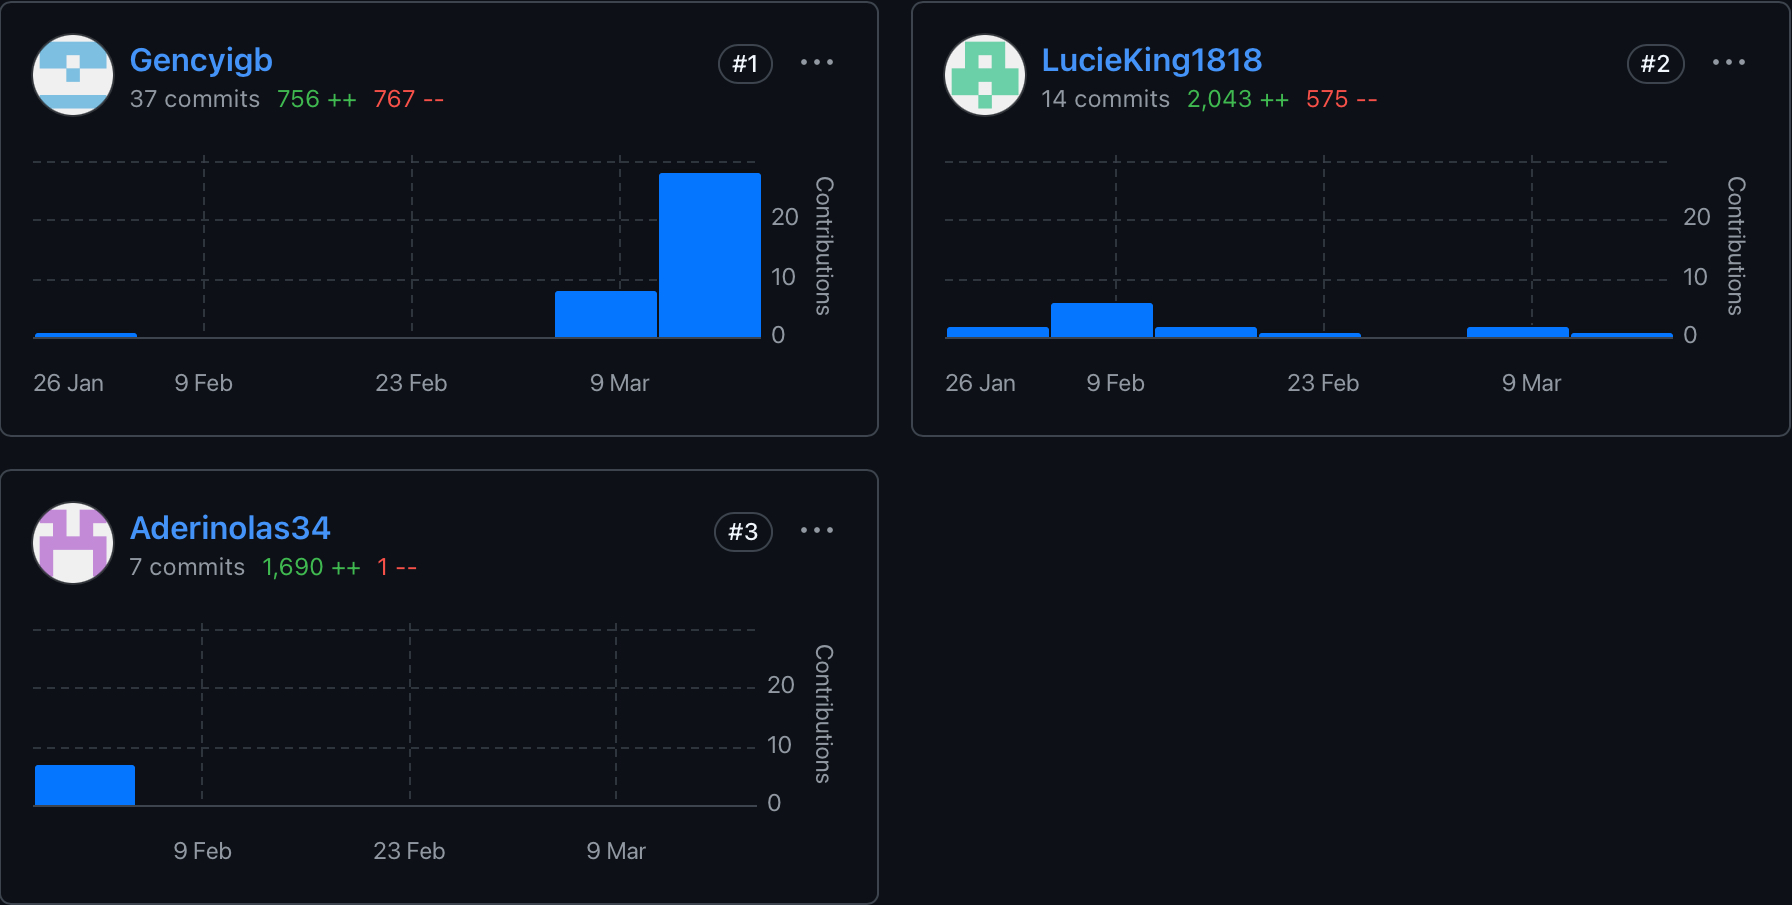 Gencyigb
#1
37 commits 756 ++ 767 --
20
10
0
Contributions
26 Jan 9 Feb 23 Feb 9 Mar
LucieKing1818
#2
14 commits 2,043 ++ 575 --
20
10
0
Contributions
26 Jan 9 Feb 23 Feb 9 Mar
Aderinolas34
#3
7 commits 1,690 ++ 1 --
20
10
0
Contributions
9 Feb 23 Feb 9 Mar